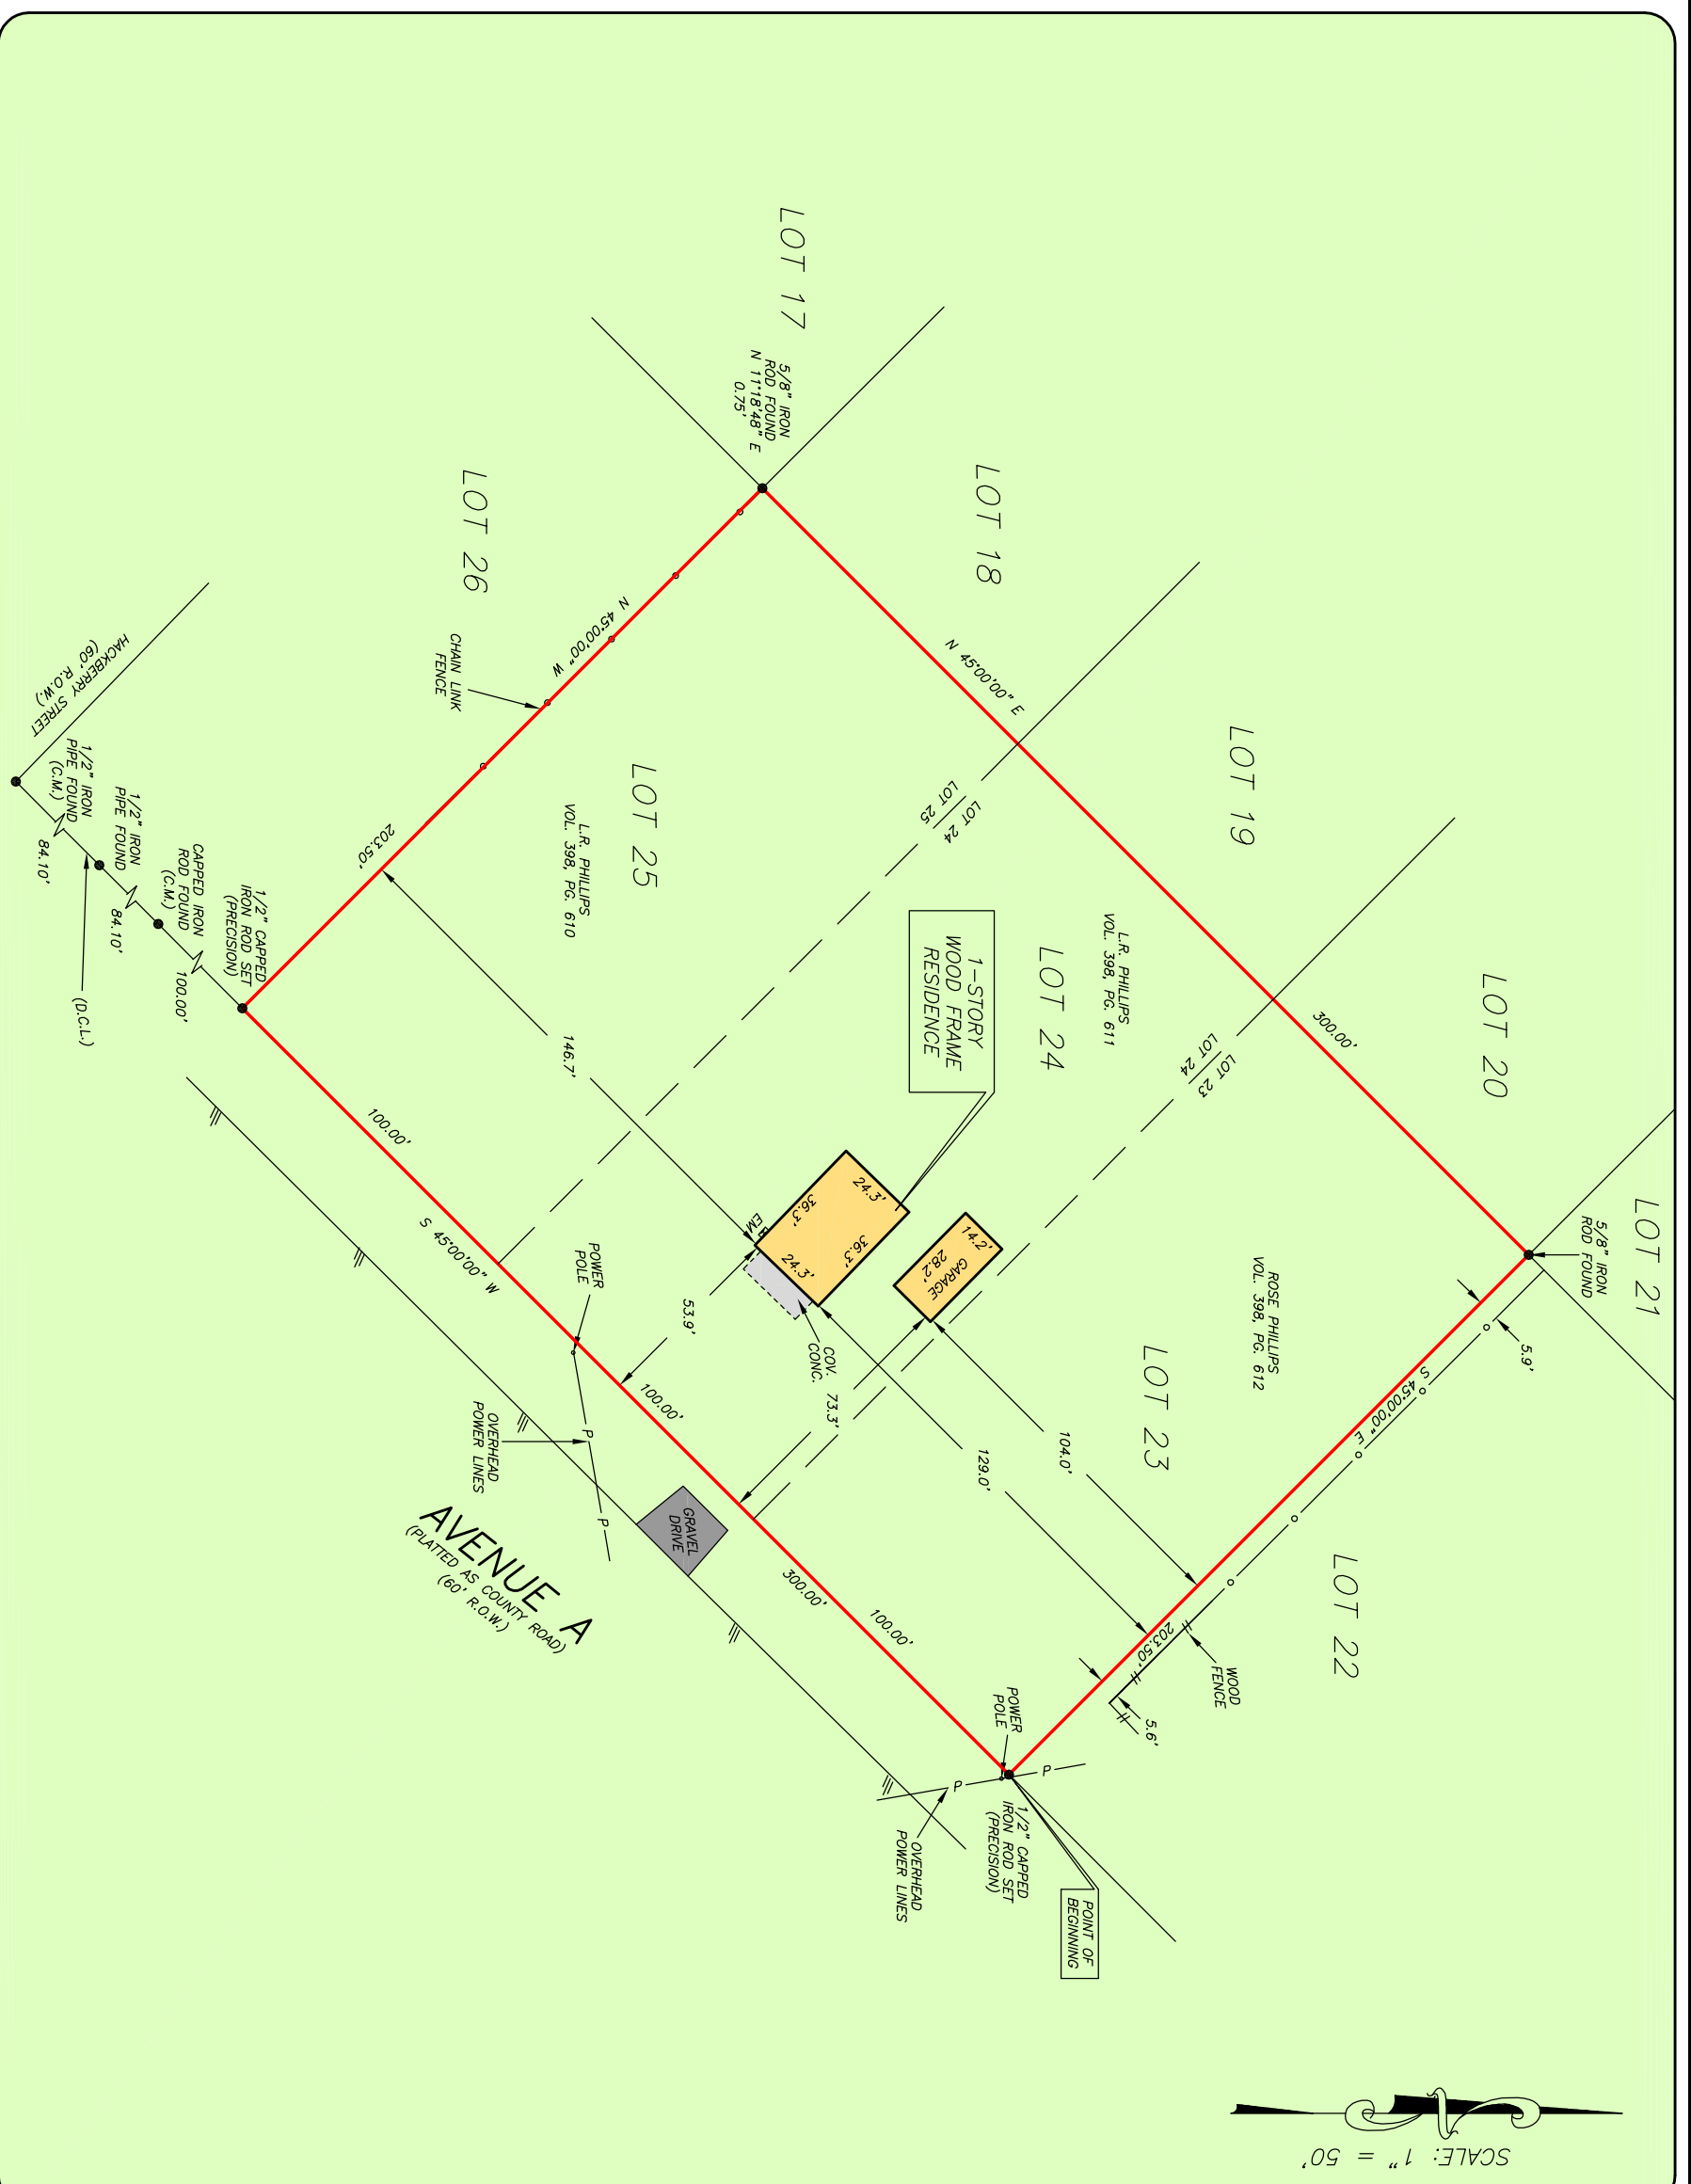 LOT 21
5/8" IRON
ROD FOUND
LOT 20
5.9'
LOT 19
300.00'
S 45°00'00" E
LOT 22
ROSE PHILLIPS
VOL. 398, PG. 612
LOT 23
LOT 23
LOT 24
WOOD
FENCE
203.50'
5.6'
L.R. PHILLIPS
VOL. 398, PG. 611
LOT 24
104.0'
129.0'
LOT 18
N 45°00'00" E
LOT 24
LOT 25
1-STORY
WOOD FRAME
RESIDENCE
14.2'
GARAGE
28.2'
24.3'
36.3'
36.3'
24.3'
EM
COV.
CONC.
73.3'
53.9'
LOT 17
5/8" IRON
ROD FOUND
N 11°18'48" E
0.75'
LOT 25
L.R. PHILLIPS
VOL. 398, PG. 610
146.7'
N 45°00'00" W
203.50'
LOT 26
CHAIN LINK
FENCE
100.00'
S 45°00'00" W
POWER
POLE
100.00'
300.00'
100.00'
P
P
OVERHEAD
POWER LINES
GRAVEL
DRIVE
AVENUE A
(PLATTED AS COUNTY ROAD)
(60' R.O.W.)
POWER
POLE
P
P
1/2" CAPPED
IRON ROD SET
(PRECISION)
POINT OF
BEGINNING
OVERHEAD
POWER LINES
1/2" CAPPED
IRON ROD SET
(PRECISION)
CAPPED IRON
ROD FOUND
(C.M.)
100.00'
1/2" IRON
PIPE FOUND
84.10'
1/2" IRON
PIPE FOUND
(C.M.)
84.10'
(D.C.L.)
HACKBERRY STREET
(60' R.O.W.)
N
SCALE: 1" = 50'